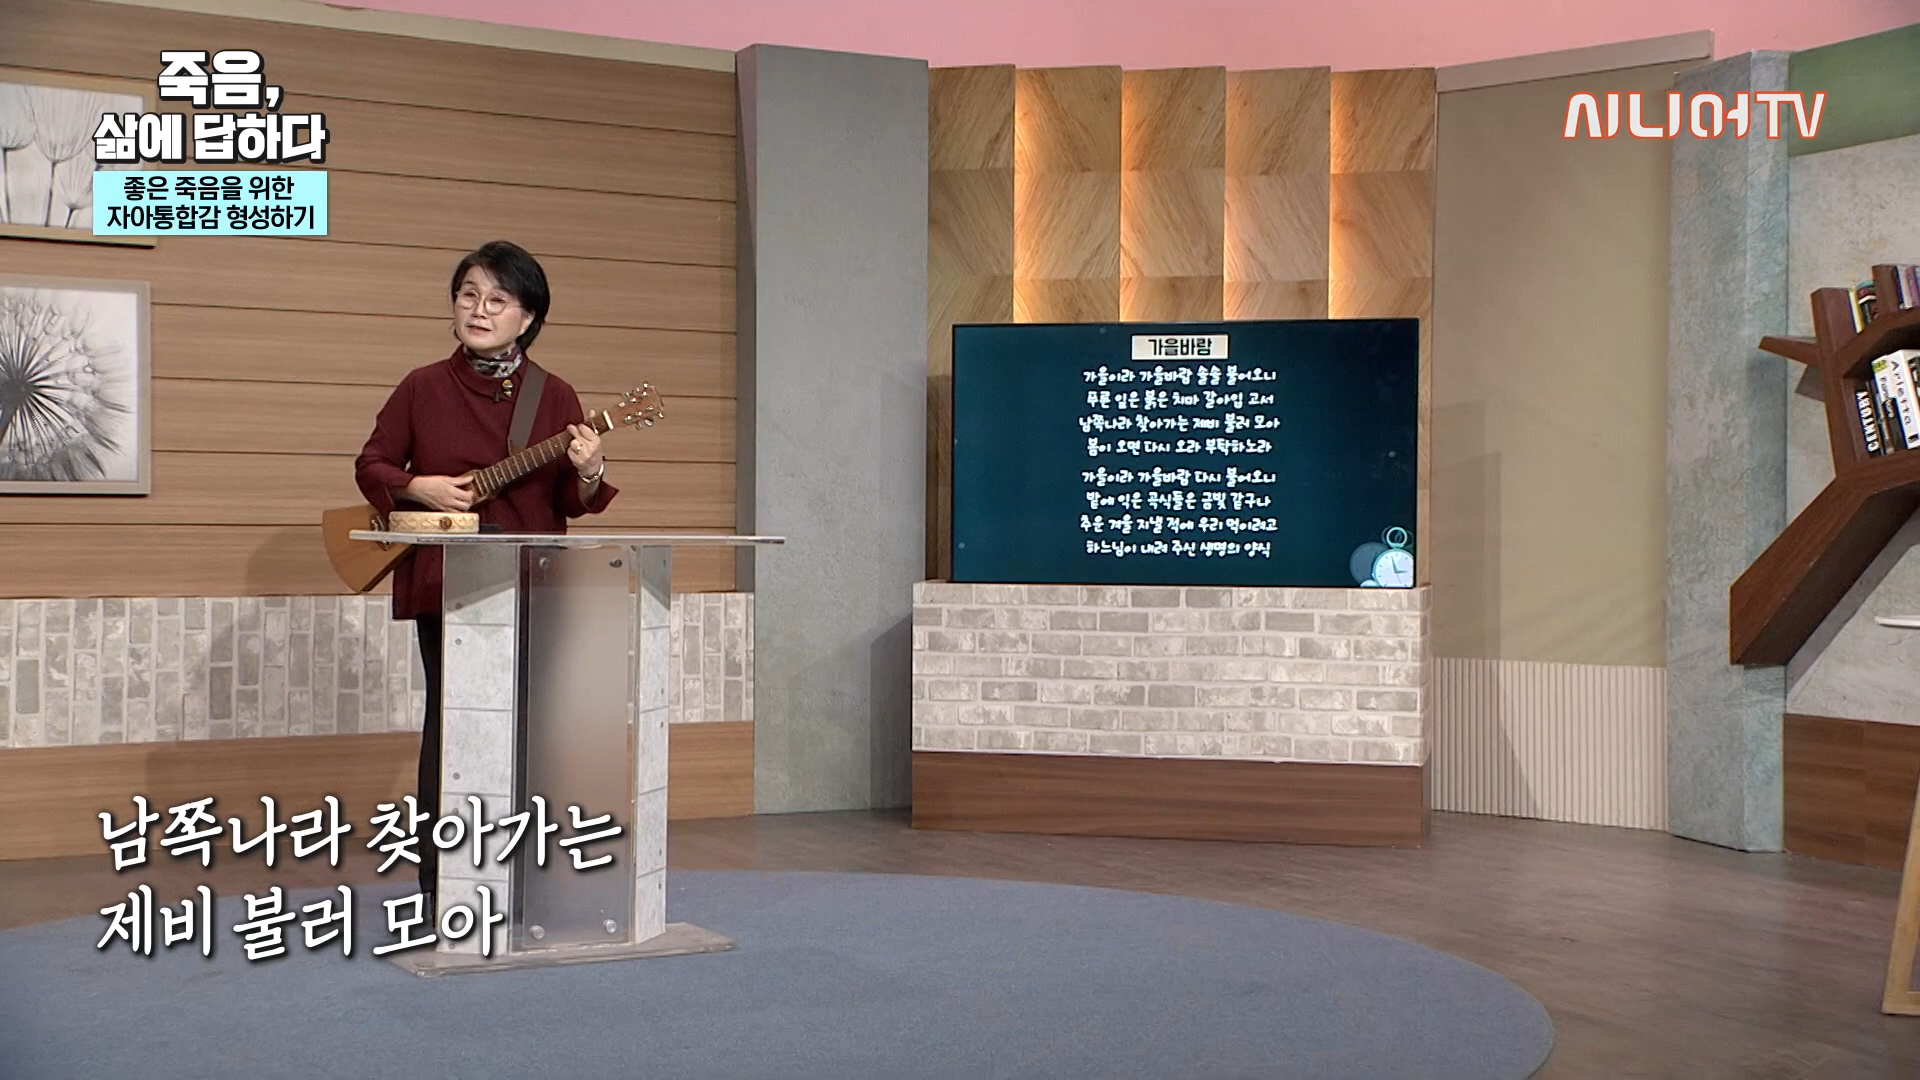 죽음,
삶에 답하다
좋은 죽음을 위한
자아통합감 형성하기
시니어TV
가을바람
가을이라 가을바람 솔솔 불어오니
푸른 잎은 붉은 치마 갈아입 고서
남쪽나라 찾아가는 제비 불러 모아
봄이 오면 다시 오라 부탁하노라
가을이라 가을바람 다시 불어오니
밭에 익은 곡식들은 금빛 같구나
추운 겨울 지낼 적에 우리 먹이려고
하느님이 내려 주신 생명의 양식
CENTURY
남쪽나라 찾아가는
제비 불러 모아